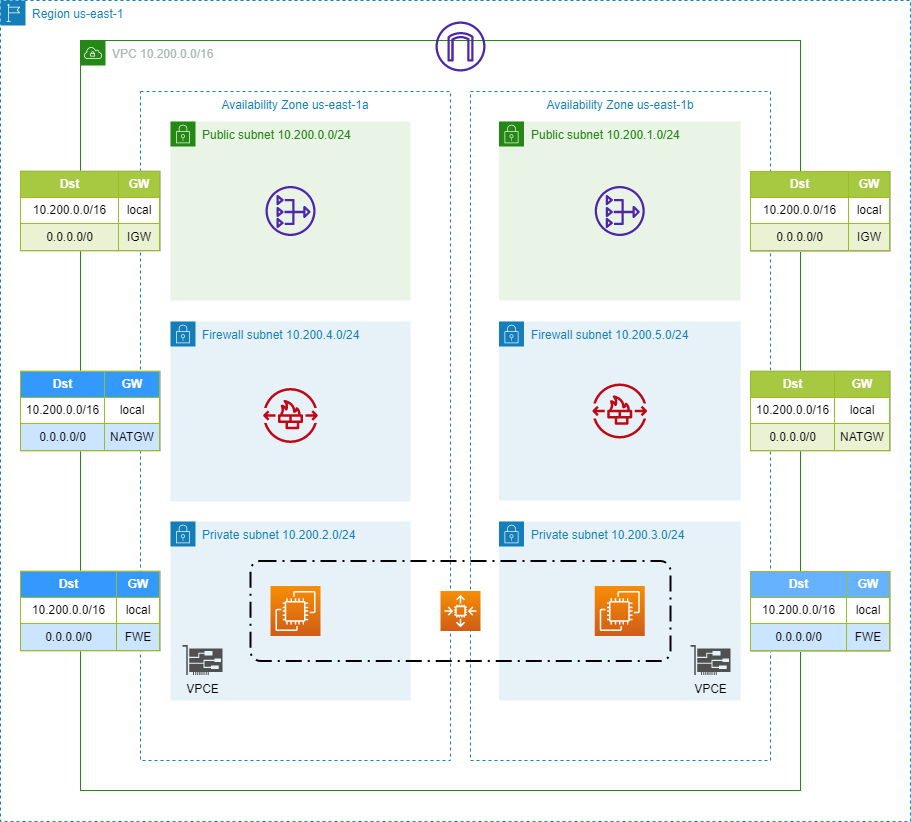 Region us-east-1
VPC 10.200.0.0/16
Availability Zone us-east-1a
Availability Zone us-east-1b
Public subnet 10.200.0.0/24
Public subnet 10.200.1.0/24
Dst GW
10.200.0.0/16 local
0.0.0.0/0 IGW
Dst GW
10.200.0.0/16 local
0.0.0.0/0 IGW
Firewall subnet 10.200.4.0/24
Firewall subnet 10.200.5.0/24
Dst GW
10.200.0.0/16 local
0.0.0.0/0 NATGW
Dst GW
10.200.0.0/16 local
0.0.0.0/0 NATGW
Private subnet 10.200.2.0/24
Private subnet 10.200.3.0/24
Dst GW
10.200.0.0/16 local
0.0.0.0/0 FWE
Dst GW
10.200.0.0/16 local
0.0.0.0/0 FWE
VPCE
VPCE